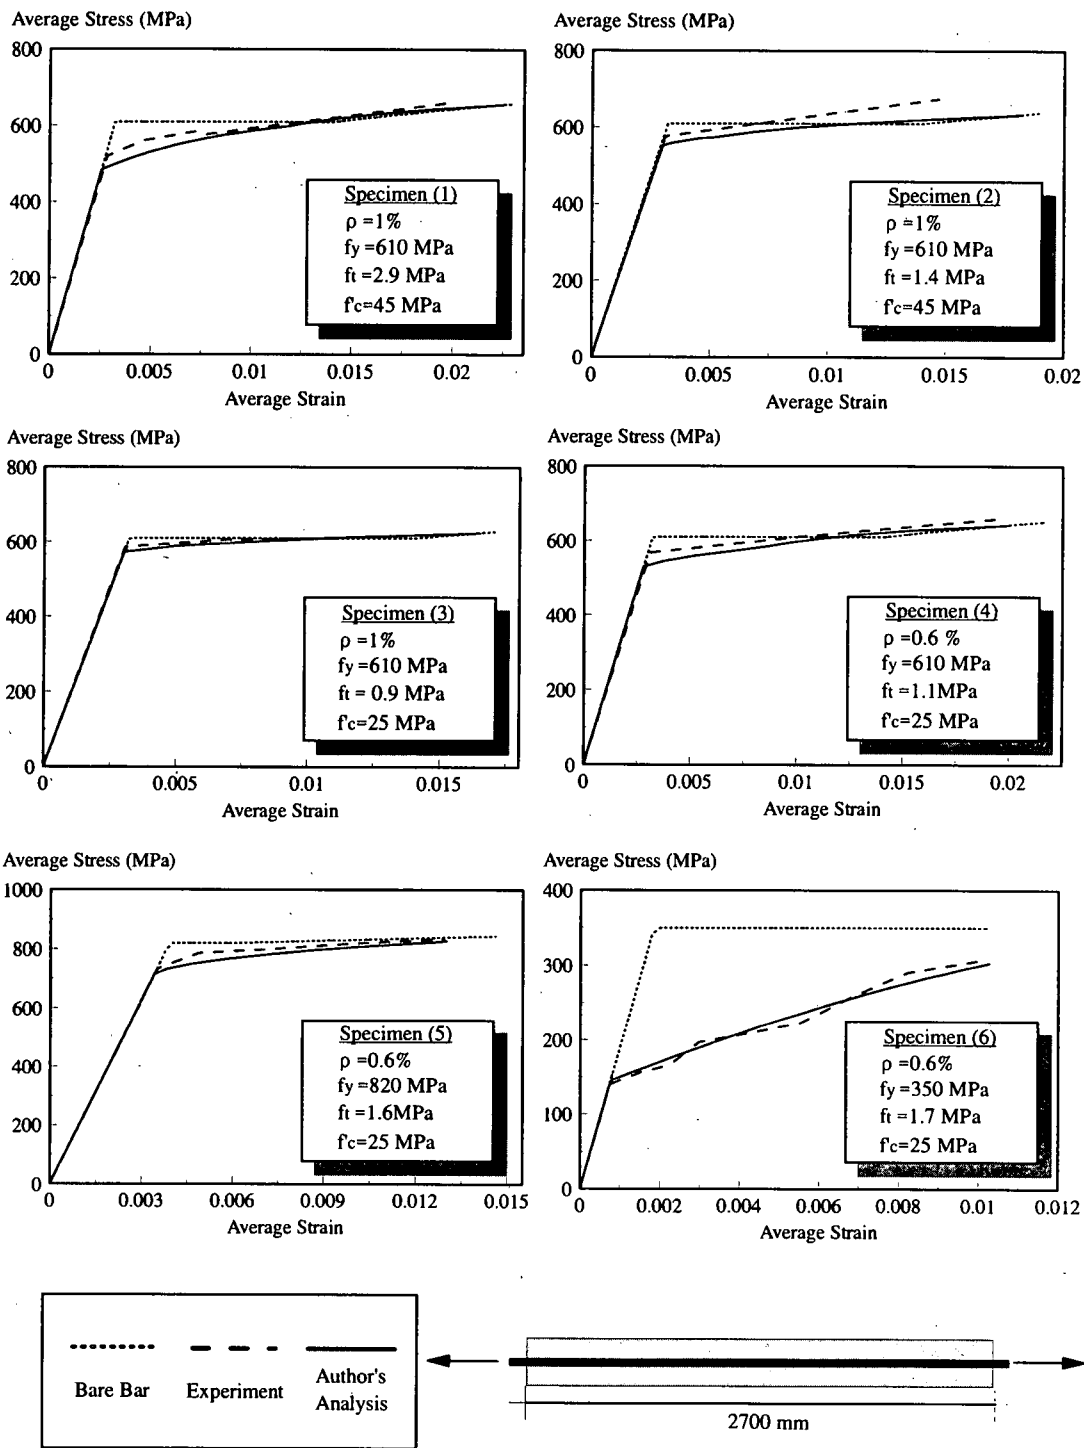 Average Stress (MPa)
800
600
400
200
0
0 0.005 0.01 0.015 0.02
Average Strain
Specimen (1)
ρ =1%
fy =610 MPa
ft =2.9 MPa
f'c=45 MPa
Average Stress (MPa)
800
600
400
200
0
0 0.005 0.01 0.015 0.02
Average Strain
Specimen (2)
ρ =1%
fy =610 MPa
ft =1.4 MPa
f'c=45 MPa
Average Stress (MPa)
800
600
400
200
0
0 0.005 0.01 0.015
Average Strain
Specimen (3)
ρ =1%
fy =610 MPa
ft = 0.9 MPa
f'c=25 MPa
Average Stress (MPa)
800
600
400
200
0
0 0.005 0.01 0.015 0.02
Average Strain
Specimen (4)
ρ =0.6 %
fy =610 MPa
ft =1.1MPa
f'c=25 MPa
Average Stress (MPa)
1000
800
600
400
200
0
0 0.003 0.006 0.009 0.012 0.015
Average Strain
Specimen (5)
ρ =0.6%
fy =820 MPa
ft =1.6MPa
f'c=25 MPa
Average Stress (MPa)
400
300
200
100
0
0 0.002 0.004 0.006 0.008 0.01 0.012
Average Strain
Specimen (6)
ρ =0.6%
fy =350 MPa
ft =1.7 MPa
f'c=25 MPa
Bare Bar
Experiment
Author's
Analysis
2700 mm